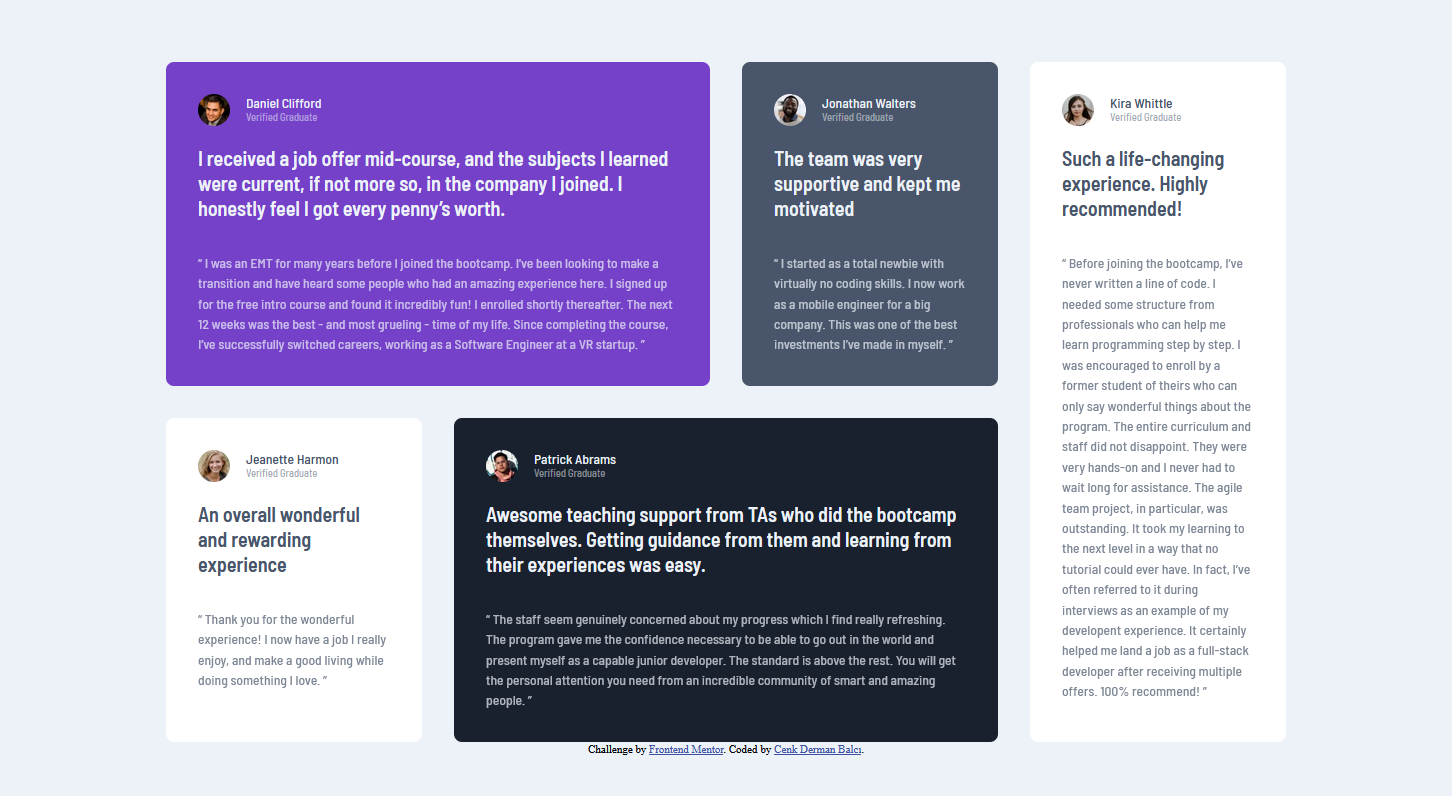 Daniel Clifford
Verified Graduate
I received a job offer mid-course, and the subjects I learned
were current, if not more so, in the company I joined. I
honestly feel I got every penny’s worth.
“ I was an EMT for many years before I joined the bootcamp. I’ve been looking to make a
transition and have heard some people who had an amazing experience here. I signed up
for the free intro course and found it incredibly fun! I enrolled shortly thereafter. The next
12 weeks was the best - and most grueling - time of my life. Since completing the course,
I’ve successfully switched careers, working as a Software Engineer at a VR startup. ”
Jonathan Walters
Verified Graduate
The team was very
supportive and kept me
motivated
“ I started as a total newbie with
virtually no coding skills. I now work
as a mobile engineer for a big
company. This was one of the best
investments I’ve made in myself. ”
Kira Whittle
Verified Graduate
Such a life-changing
experience. Highly
recommended!
“ Before joining the bootcamp, I’ve
never written a line of code. I
needed some structure from
professionals who can help me
learn programming step by step. I
was encouraged to enroll by a
former student of theirs who can
only say wonderful things about the
program. The entire curriculum and
staff did not disappoint. They were
very hands-on and I never had to
wait long for assistance. The agile
team project, in particular, was
outstanding. It took my learning to
the next level in a way that no
tutorial could ever have. In fact, I’ve
often referred to it during
interviews as an example of my
developent experience. It certainly
helped me land a job as a full-stack
developer after receiving multiple
offers. 100% recommend! ”
Jeanette Harmon
Verified Graduate
An overall wonderful
and rewarding
experience
“ Thank you for the wonderful
experience! I now have a job I really
enjoy, and make a good living while
doing something I love. ”
Patrick Abrams
Verified Graduate
Awesome teaching support from TAs who did the bootcamp
themselves. Getting guidance from them and learning from
their experiences was easy.
“ The staff seem genuinely concerned about my progress which I find really refreshing.
The program gave me the confidence necessary to be able to go out in the world and
present myself as a capable junior developer. The standard is above the rest. You will get
the personal attention you need from an incredible community of smart and amazing
people. ”
Challenge by Frontend Mentor. Coded by Cenk Derman Balcı.